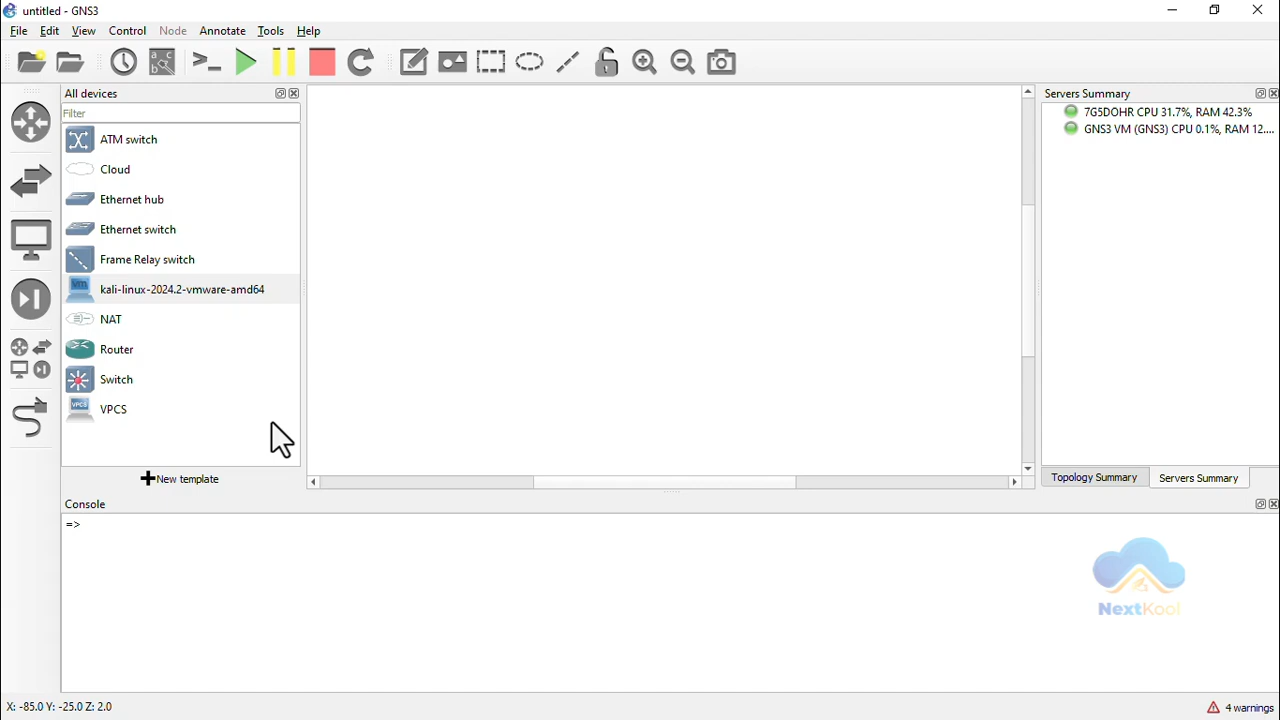 untitled - GNS3
File Edit View Control Node Annotate Tools Help
All devices
Filter
ATM switch
Cloud
Ethernet hub
Ethernet switch
Frame Relay switch
kali-linux-2024.2-vmware-amd64
NAT
Router
Switch
VPCS
New template
Servers Summary
7G5DOHR CPU 31.7%, RAM 42.3%
GNS3 VM (GNS3) CPU 0.1%, RAM 12....
Topology Summary Servers Summary
Console
=>
NextKool
X: -85.0 Y: -25.0 Z: 2.0
4 warnings